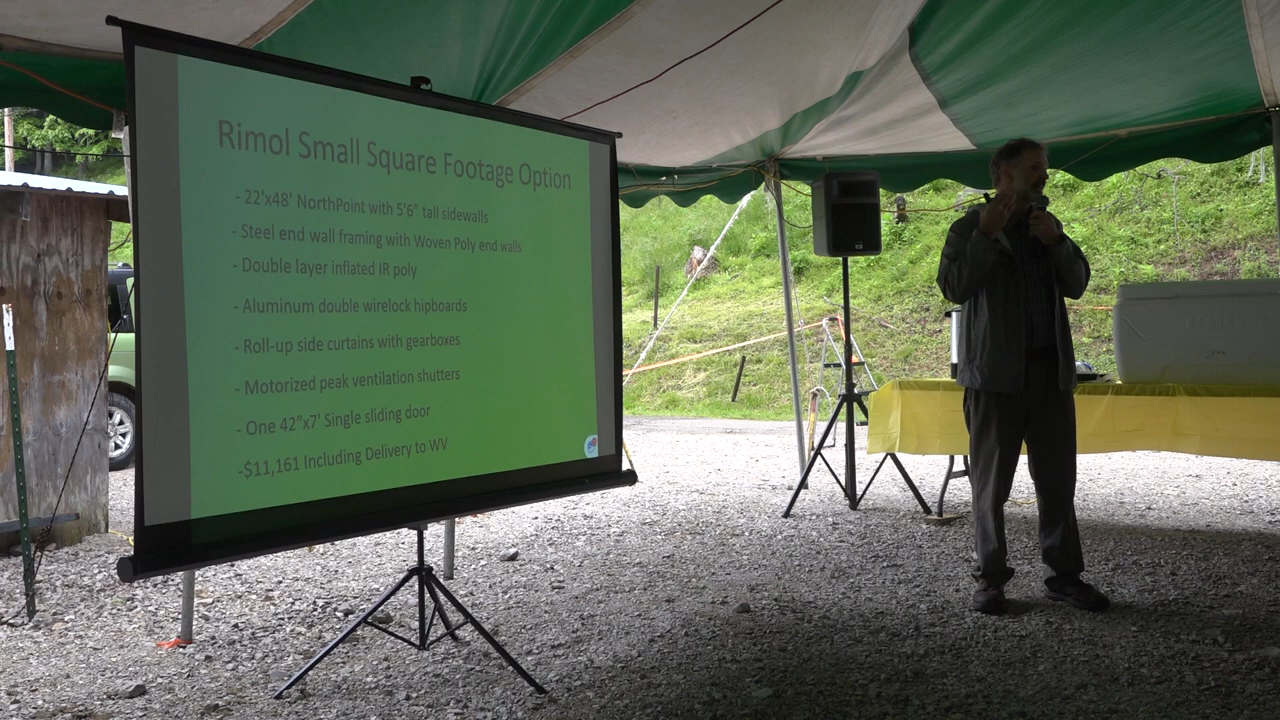 Rimol Small Square Footage Option
- 22'x48' NorthPoint with 5'6" tall sidewalls
- Steel end wall framing with Woven Poly end walls
- Double layer inflated IR poly
- Aluminum double wirelock hipboards
- Roll-up side curtains with gearboxes
- Motorized peak ventilation shutters
- One 42"x7' Single sliding door
-$11,161 Including Delivery to WV